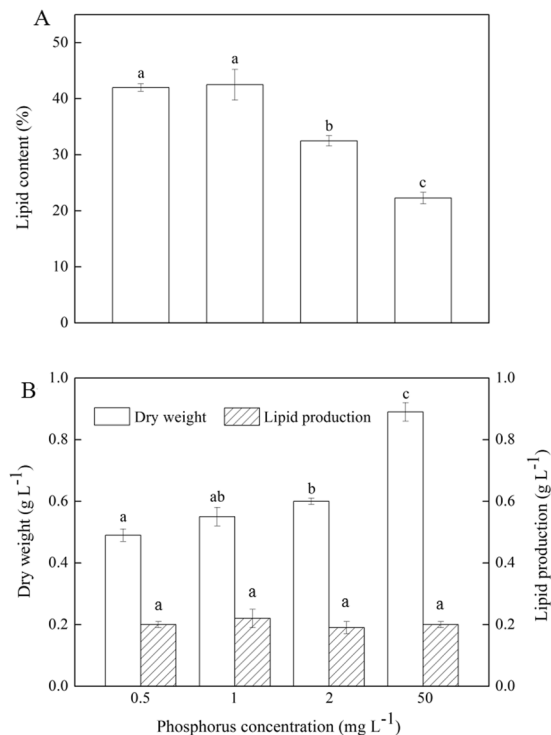 A
50
40
30
20
10
0
Lipid content (%)
a
a
b
c
B
1.0
0.8
0.6
0.4
0.2
0.0
Dry weight (g L⁻¹)
Dry weight
Lipid production
a
ab
b
c
a
a
a
a
1.0
0.8
0.6
0.4
0.2
0.0
Lipid production (g L⁻¹)
0.5 1 2 50
Phosphorus concentration (mg L⁻¹)